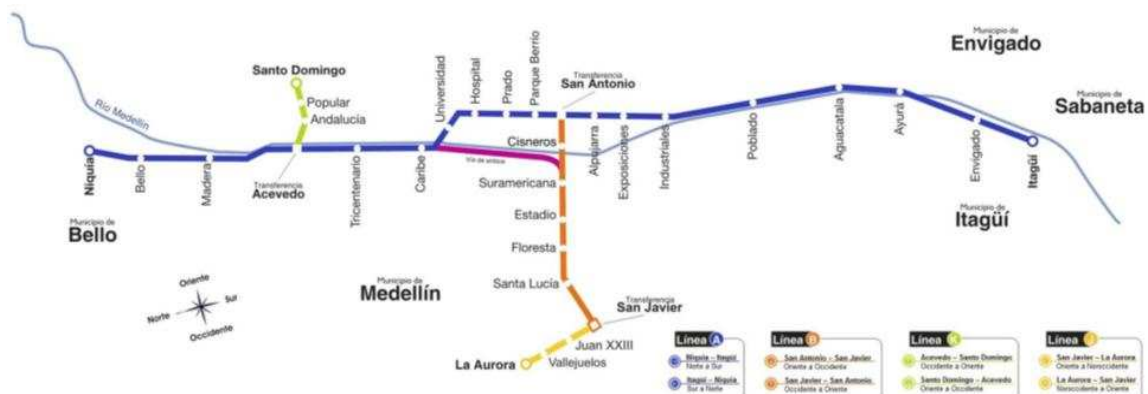 Municipio de
Envigado
Municipio de
Sabaneta
Municipio de
Itagüí
Municipio de
Bello
Municipio de
Medellín
Río Medellín
Santo Domingo
Popular
Andalucía
Transferencia
Acevedo
Niquía
Bello
Madera
Tricentenario
Caribe
Universidad
Hospital
Prado
Parque Berrío
Transferencia
San Antonio
Cisneros
Vía de enlace
Suramericana
Estadio
Floresta
Santa Lucía
Transferencia
San Javier
Juan XXIII
Vallejuelos
La Aurora
Alpujarra
Exposiciones
Industriales
Poblado
Aguacatala
Ayurá
Envigado
Itagüí
Oriente
Norte
Sur
Occidente
Línea A
Niquía - Itagüí
Norte a Sur
Itagüí - Niquía
Sur a Norte
Línea B
San Antonio - San Javier
Oriente a Occidente
San Javier - San Antonio
Occidente a Oriente
Línea K
Acevedo - Santo Domingo
Occidente a Oriente
Santo Domingo - Acevedo
Oriente a Occidente
Línea J
San Javier - La Aurora
Oriente a Noroccidente
La Aurora - San Javier
Noroccidente a Oriente